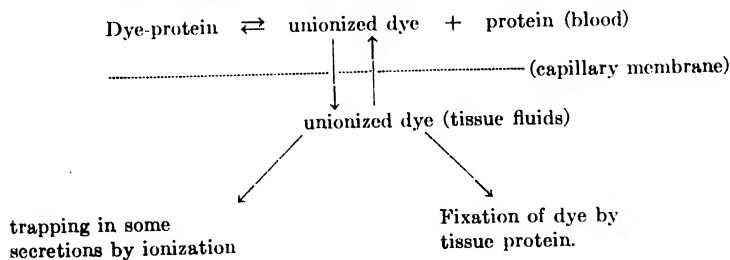 Dye-protein ⇄ unionized dye + protein (blood)
(capillary membrane)
unionized dye (tissue fluids)
trapping in some
secretions by ionization
Fixation of dye by
tissue protein.